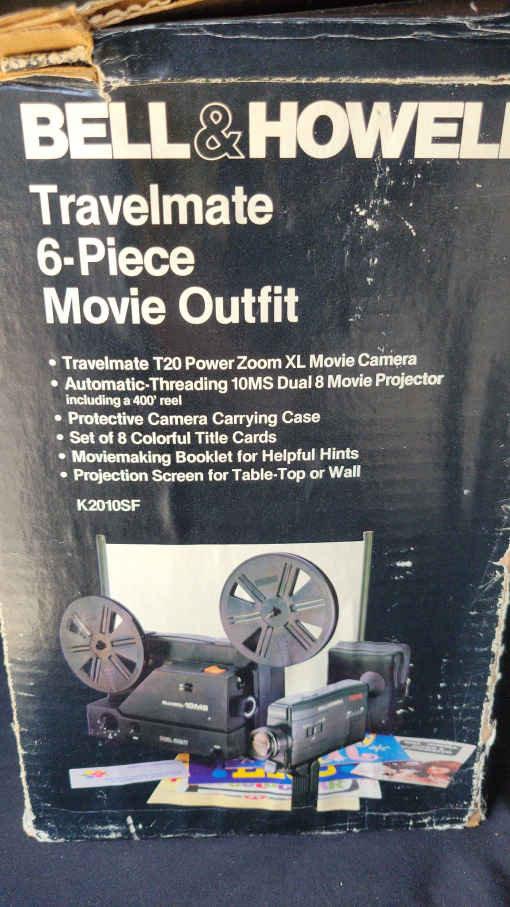 BELL&HOWELL
Travelmate
6-Piece
Movie Outfit
• Travelmate T20 Power Zoom XL Movie Camera
• Automatic-Threading 10MS Dual 8 Movie Projector
including a 400' reel
• Protective Camera Carrying Case
• Set of 8 Colorful Title Cards
• Moviemaking Booklet for Helpful Hints
• Projection Screen for Table-Top or Wall
K2010SF
10MS